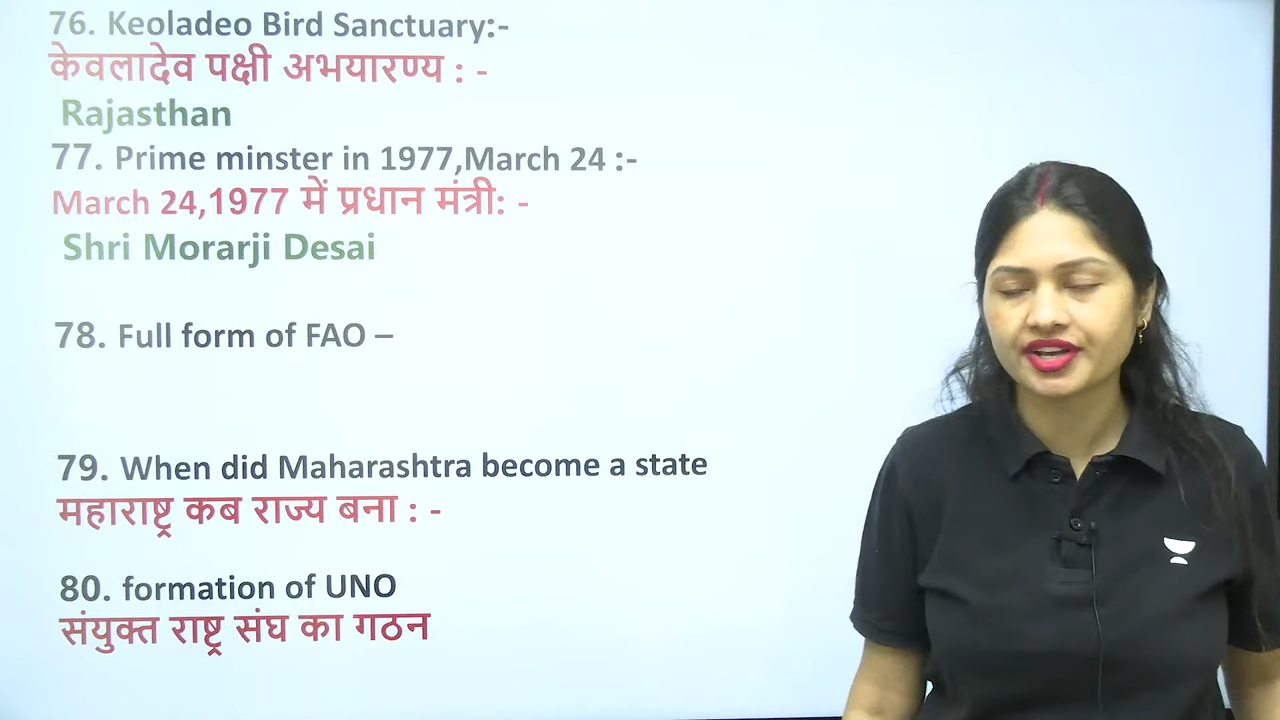 76. Keoladeo Bird Sanctuary:-
केवलादेव पक्षी अभयारण्य : -
Rajasthan
77. Prime minster in 1977,March 24 :-
March 24,1977 में प्रधान मंत्री: -
Shri Morarji Desai
78. Full form of FAO –
79. When did Maharashtra become a state
महाराष्ट्र कब राज्य बना : -
80. formation of UNO
संयुक्त राष्ट्र संघ का गठन